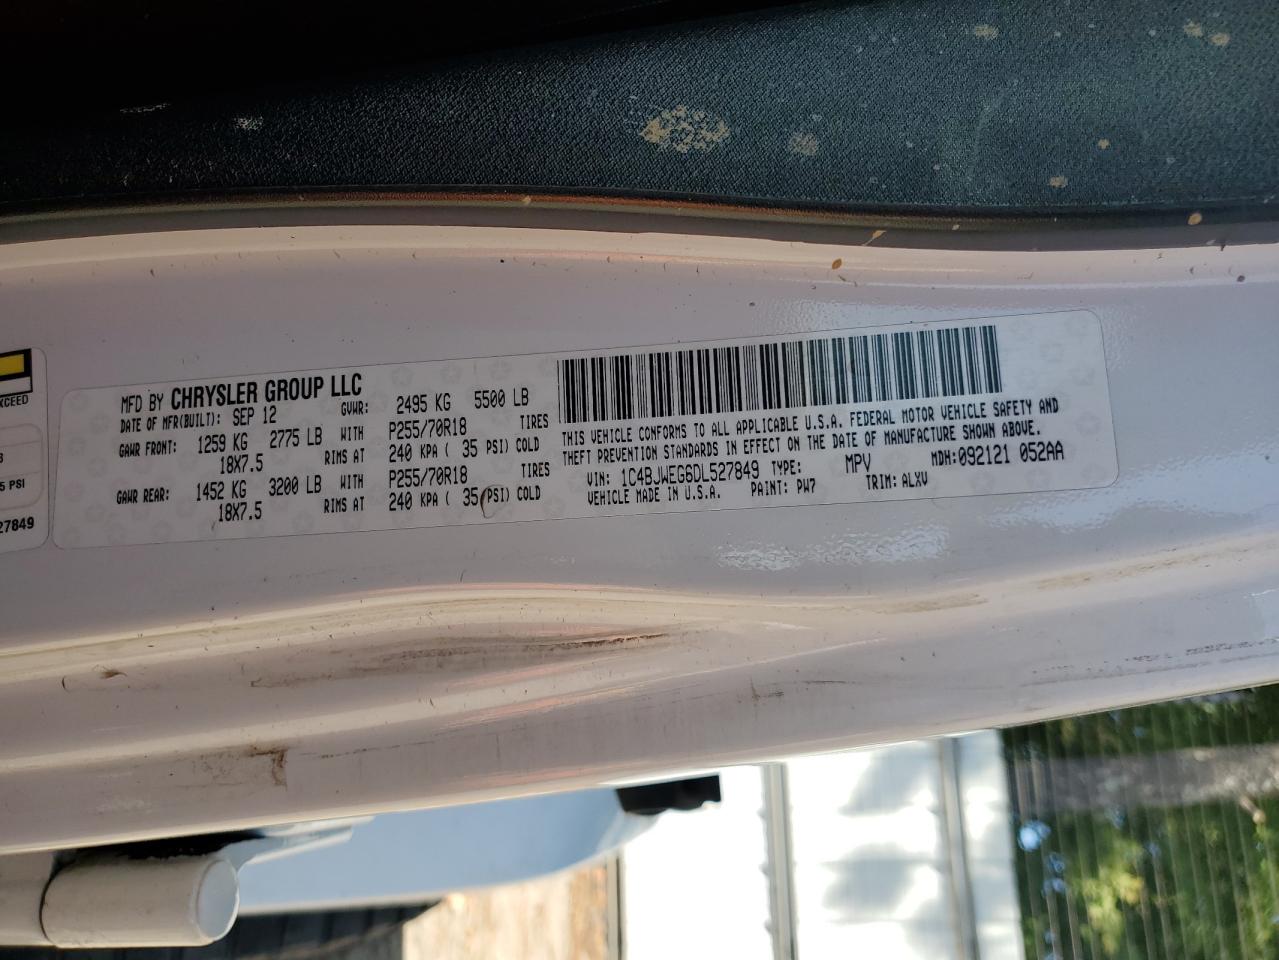 XCEED
5 PSI
27849
MFD BY CHRYSLER GROUP LLC
DATE OF MFR(BUILT): SEP 12 GVWR: 2495 KG 5500 LB
GAWR FRONT: 1259 KG 2775 LB WITH P255/70R18 TIRES
18X7.5 RIMS AT 240 KPA ( 35 PSI) COLD
GAWR REAR: 1452 KG 3200 LB WITH P255/70R18 TIRES
18X7.5 RIMS AT 240 KPA ( 35 PSI) COLD
THIS VEHICLE CONFORMS TO ALL APPLICABLE U.S.A. FEDERAL MOTOR VEHICLE SAFETY AND
THEFT PREVENTION STANDARDS IN EFFECT ON THE DATE OF MANUFACTURE SHOWN ABOVE.
VIN: 1C4BJWEG6DL527849 TYPE: MPV MDH:092121 052AA
VEHICLE MADE IN U.S.A. PAINT: PW7 TRIM: ALXV